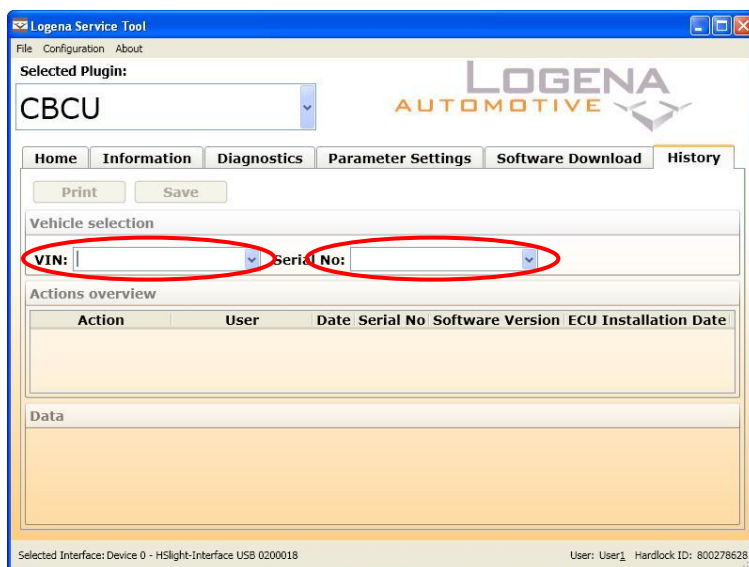 Logena Service Tool
File Configuration About
Selected Plugin:
CBCU
LOGENA
AUTOMOTIVE
Home Information Diagnostics Parameter Settings Software Download History
Print Save
Vehicle selection
VIN: Serial No:
Actions overview
Action User Date Serial No Software Version ECU Installation Date
Data
Selected Interface: Device 0 - HSlight-Interface USB 0200018 User: User1 Hardlock ID: 800278628